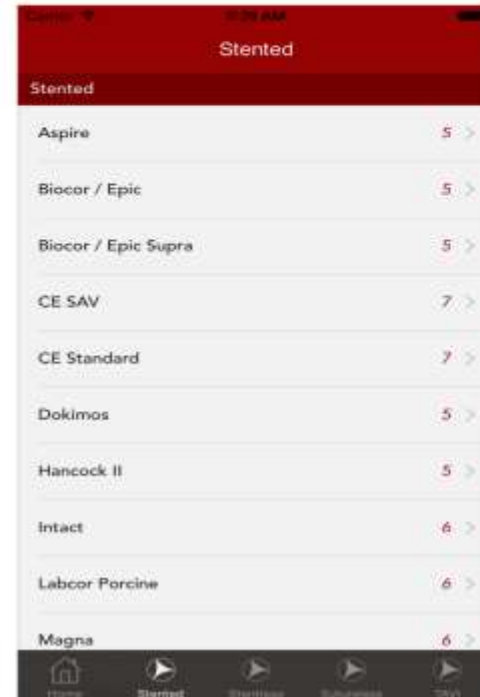 Stented
Stented
Aspire 5
Biocor / Epic 5
Biocor / Epic Supra 5
CE SAV 7
CE Standard 7
Dokimos 5
Hancock II 5
Intact 6
Labcor Porcine 6
Magna 6
Home Stented